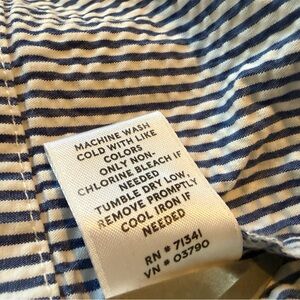 MACHINE WASH
COLD WITH LIKE
COLORS
ONLY NON-
CHLORINE BLEACH IF
NEEDED
TUMBLE DRY LOW,
REMOVE PROMPTLY
COOL IRON IF
NEEDED
RN # 71341
VN # 03790